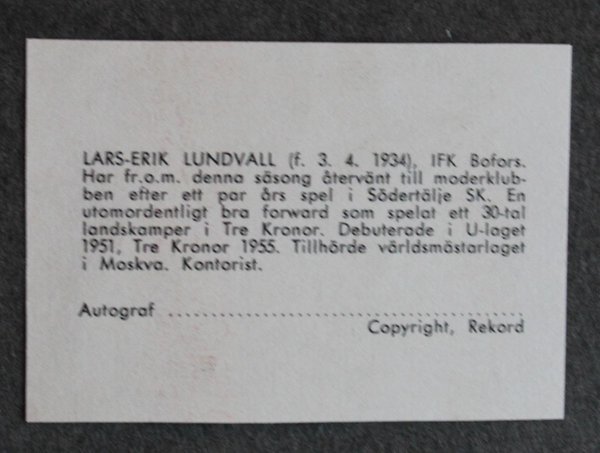 LARS-ERIK LUNDVALL (f. 3. 4. 1934), IFK Bofors.
Har fr.o.m. denna säsong återvänt till moderklub-
ben efter ett par års spel i Södertälje SK. En
utomordentligt bra forward som spelat ett 30-tal
landskamper i Tre Kronor. Debuterade i U-laget
1951, Tre Kronor 1955. Tillhörde världsmästarlaget
i Moskva. Kontorist.
Autograf ..........................................
Copyright, Rekord